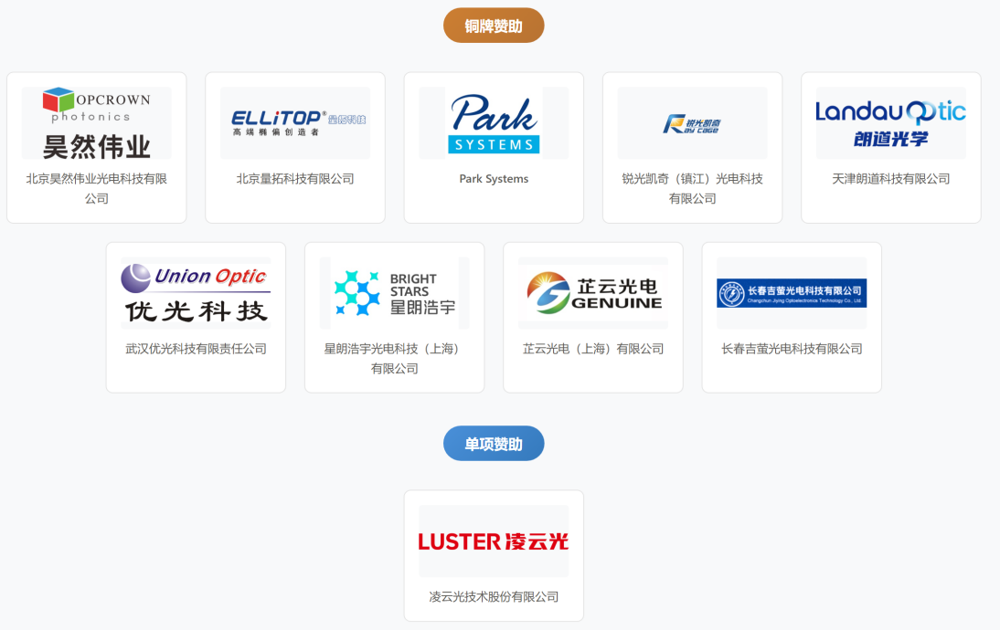 铜牌赞助
OPCROWN
photonics
昊然伟业
北京昊然伟业光电科技有限
公司
ELLiTOP® 量拓科技
高端椭偏创造者
北京量拓科技有限公司
Park
SYSTEMS
Park Systems
锐光凯奇
Ray Cage
锐光凯奇（镇江）光电科技
有限公司
Landau Optic
朗道光学
天津朗道科技有限公司
Union Optic
优光科技
武汉优光科技有限责任公司
BRIGHT
STARS
星朗浩宇
星朗浩宇光电科技（上海）
有限公司
芷云光电
GENUINE
芷云光电（上海）有限公司
长春吉萤光电科技有限公司
Changchun Jiying Optoelectronics Technology Co., Ltd
长春吉萤光电科技有限公司
单项赞助
LUSTER 凌云光
凌云光技术股份有限公司